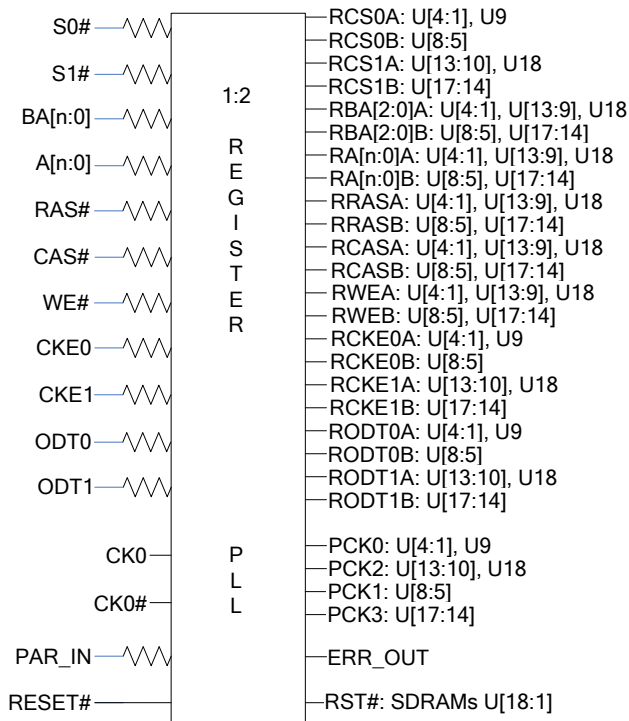 S0#
S1#
BA[n:0]
A[n:0]
RAS#
CAS#
WE#
CKE0
CKE1
ODT0
ODT1
CK0
CK0#
PAR_IN
RESET#
1:2
R
E
G
I
S
T
E
R
P
L
L
RCS0A: U[4:1], U9
RCS0B: U[8:5]
RCS1A: U[13:10], U18
RCS1B: U[17:14]
RBA[2:0]A: U[4:1], U[13:9], U18
RBA[2:0]B: U[8:5], U[17:14]
RA[n:0]A: U[4:1], U[13:9], U18
RA[n:0]B: U[8:5], U[17:14]
RRASA: U[4:1], U[13:9], U18
RRASB: U[8:5], U[17:14]
RCASA: U[4:1], U[13:9], U18
RCASB: U[8:5], U[17:14]
RWEA: U[4:1], U[13:9], U18
RWEB: U[8:5], U[17:14]
RCKE0A: U[4:1], U9
RCKE0B: U[8:5]
RCKE1A: U[13:10], U18
RCKE1B: U[17:14]
RODT0A: U[4:1], U9
RODT0B: U[8:5]
RODT1A: U[13:10], U18
RODT1B: U[17:14]
PCK0: U[4:1], U9
PCK2: U[13:10], U18
PCK1: U[8:5]
PCK3: U[17:14]
ERR_OUT
RST#: SDRAMs U[18:1]